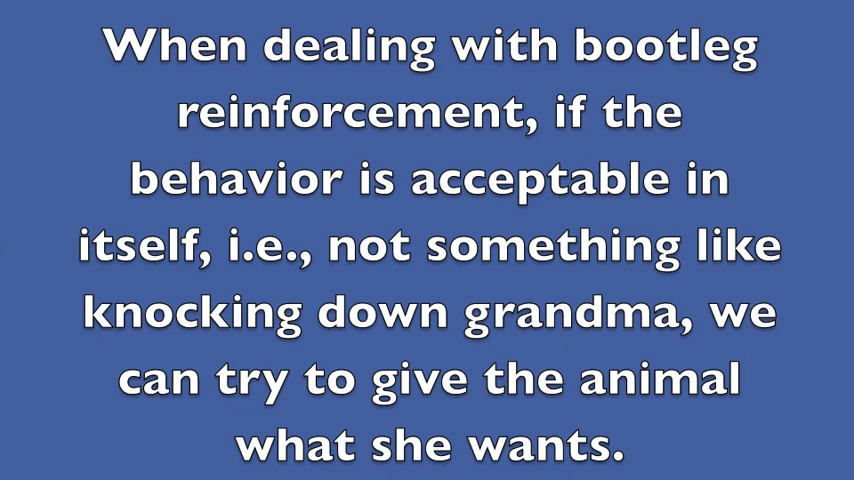 When dealing with bootleg
reinforcement, if the
behavior is acceptable in
itself, i.e., not something like
knocking down grandma, we
can try to give the animal
what she wants.